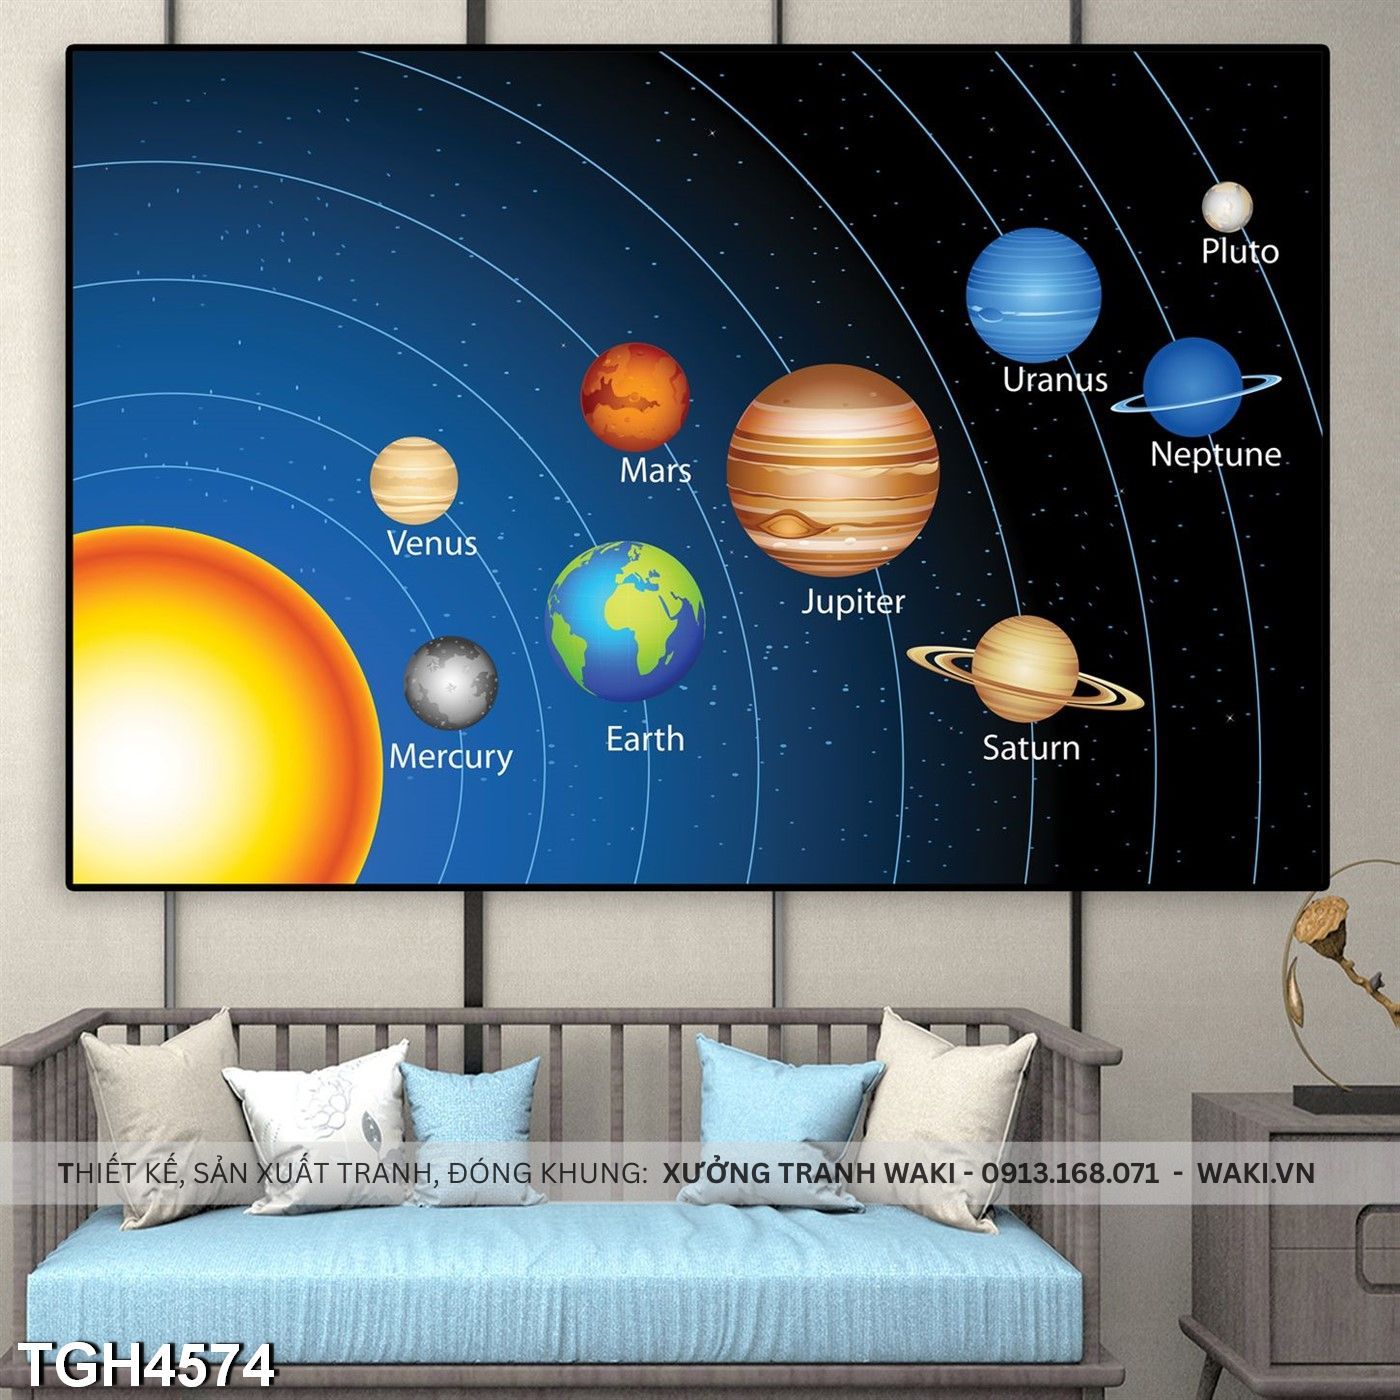 Pluto
Uranus
Neptune
Mars
Venus
Jupiter
Earth
Saturn
Mercury
THIẾT KẾ, SẢN XUẤT TRANH, ĐÓNG KHUNG: XƯỞNG TRANH WAKI - 0913.168.071 - WAKI.VN
TGH4574